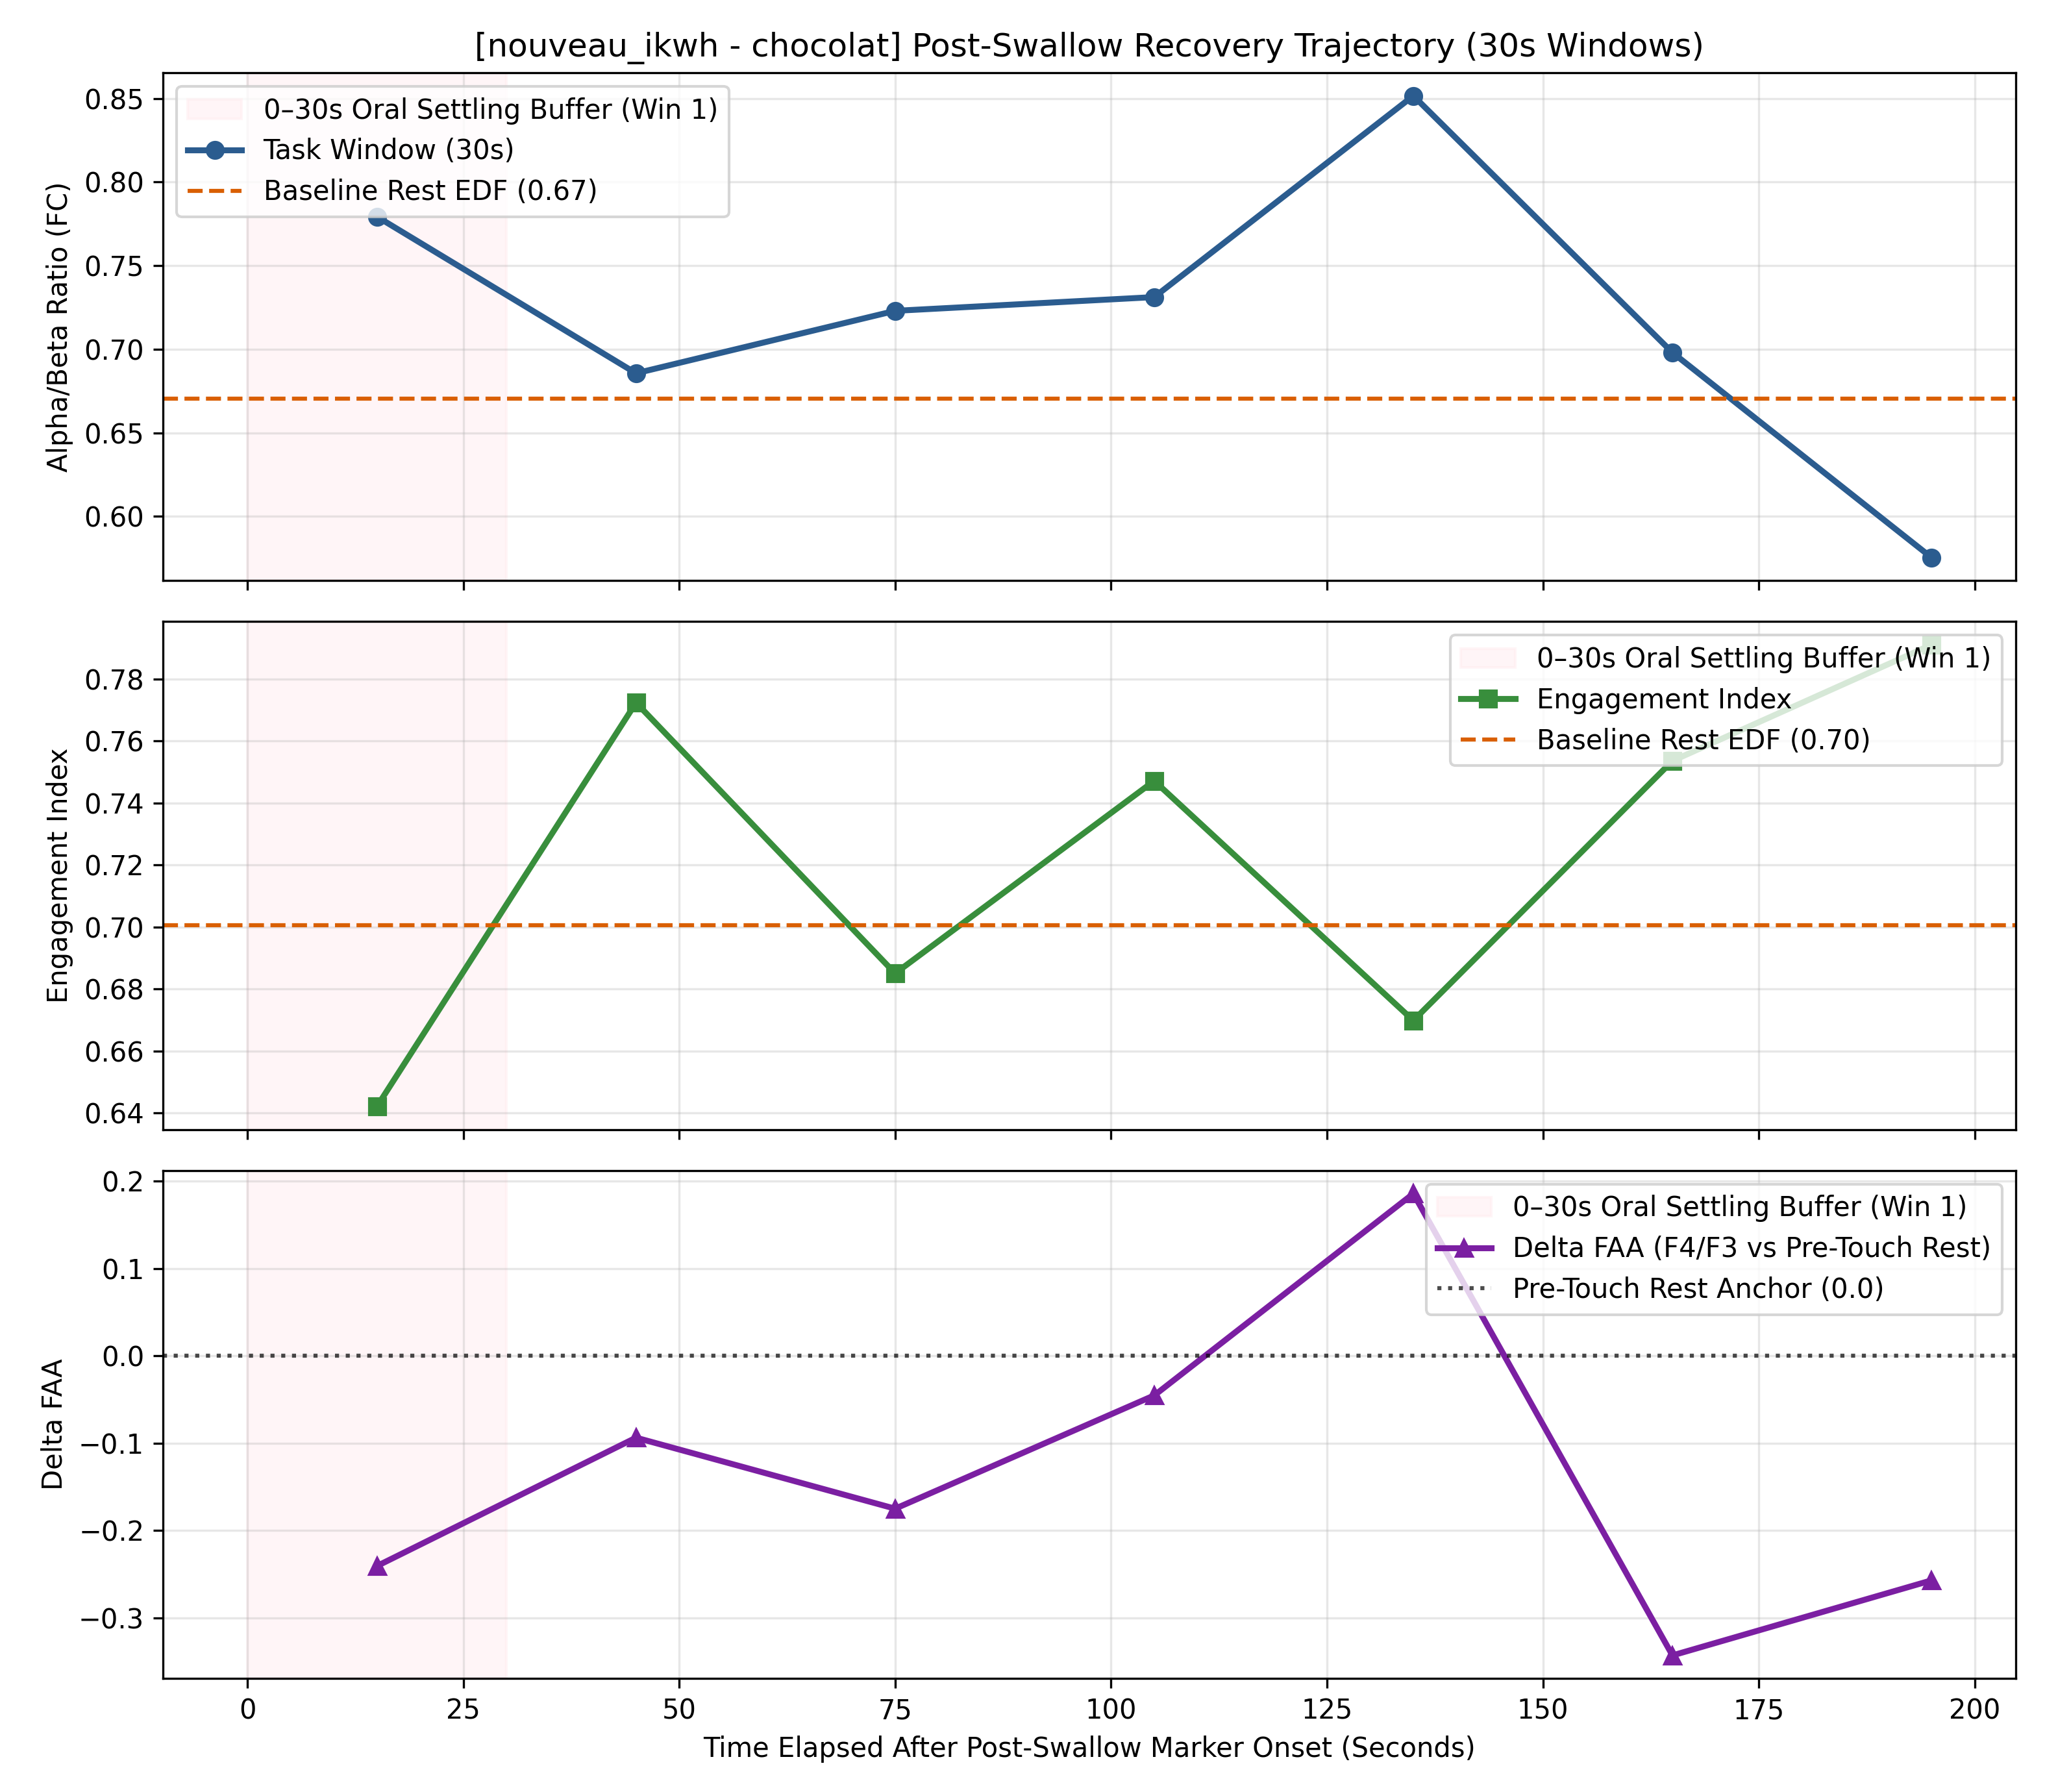 [nouveau_ikwh - chocolat] Post-Swallow Recovery Trajectory (30s Windows)
0–30s Oral Settling Buffer (Win 1)
Task Window (30s)
Baseline Rest EDF (0.67)
Alpha/Beta Ratio (FC)
0.85
0.80
0.75
0.70
0.65
0.60
0–30s Oral Settling Buffer (Win 1)
Engagement Index
Baseline Rest EDF (0.70)
Engagement Index
0.78
0.76
0.74
0.72
0.70
0.68
0.66
0.64
0–30s Oral Settling Buffer (Win 1)
Delta FAA (F4/F3 vs Pre-Touch Rest)
Pre-Touch Rest Anchor (0.0)
Delta FAA
0.2
0.1
0.0
−0.1
−0.2
−0.3
0 25 50 75 100 125 150 175 200
Time Elapsed After Post-Swallow Marker Onset (Seconds)